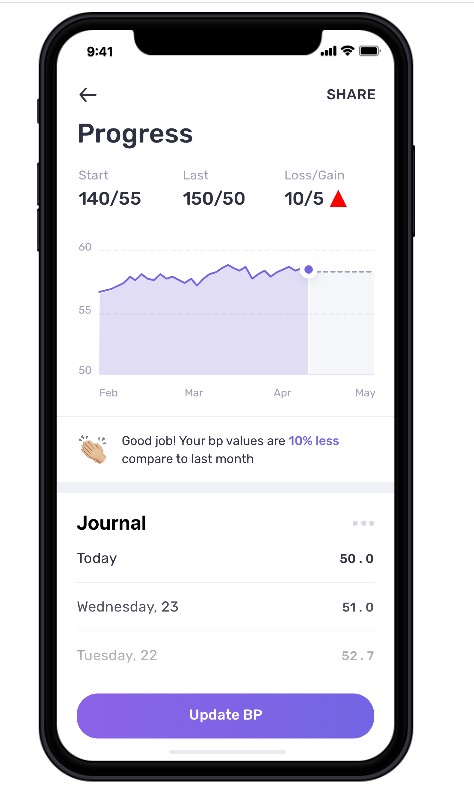 9:41
SHARE
Progress
Start Last Loss/Gain
140/55 150/50 10/5
60
55
50
Feb Mar Apr May
Good job! Your bp values are 10% less
compare to last month
Journal
Today 50.0
Wednesday, 23 51.0
Tuesday, 22 52.7
Update BP